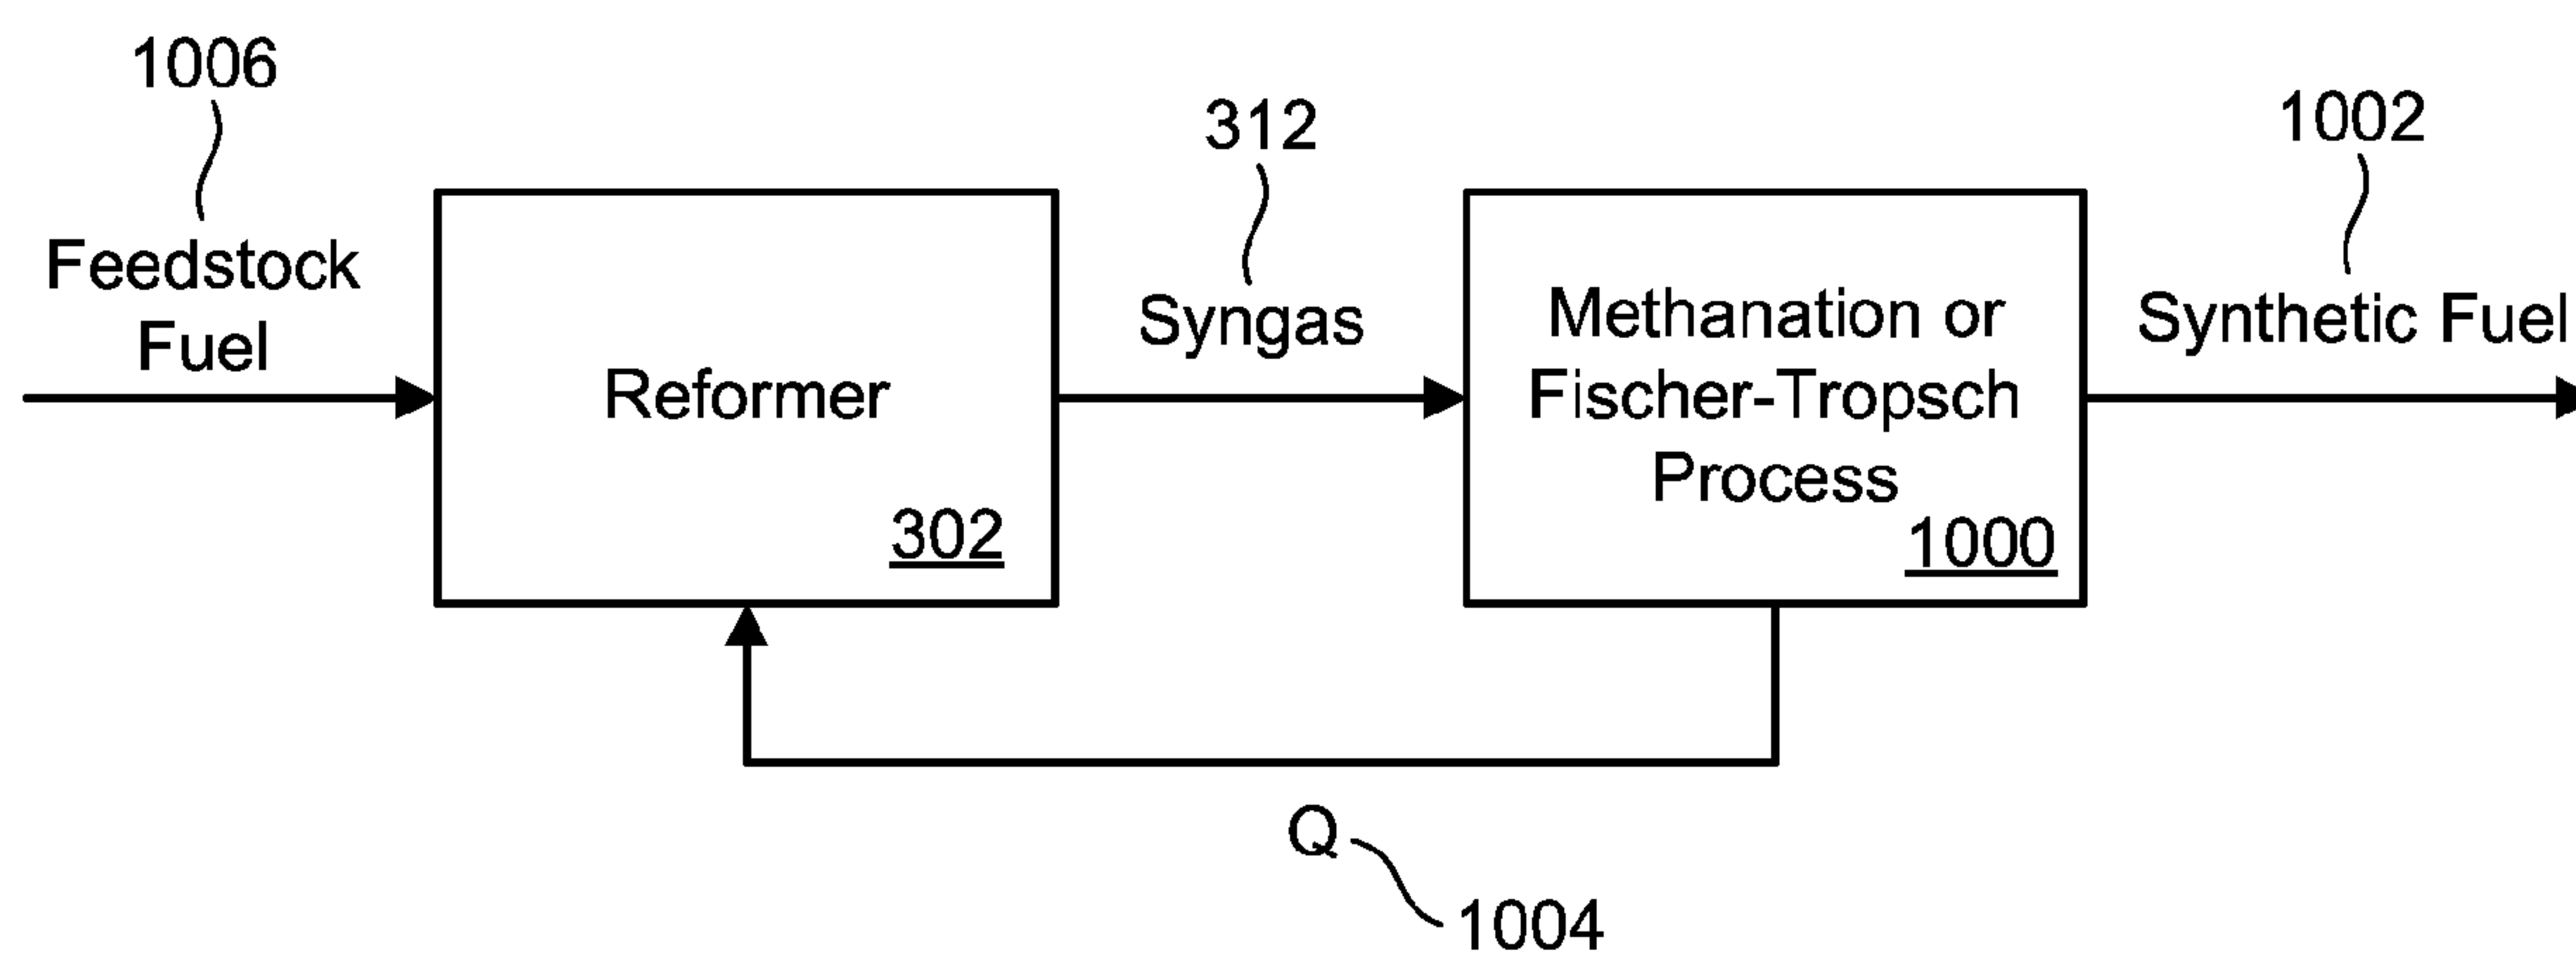 1006
Feedstock
Fuel
Reformer
302
312
Syngas
Methanation or
Fischer-Tropsch
Process
1000
1002
Synthetic Fuel
Q
1004